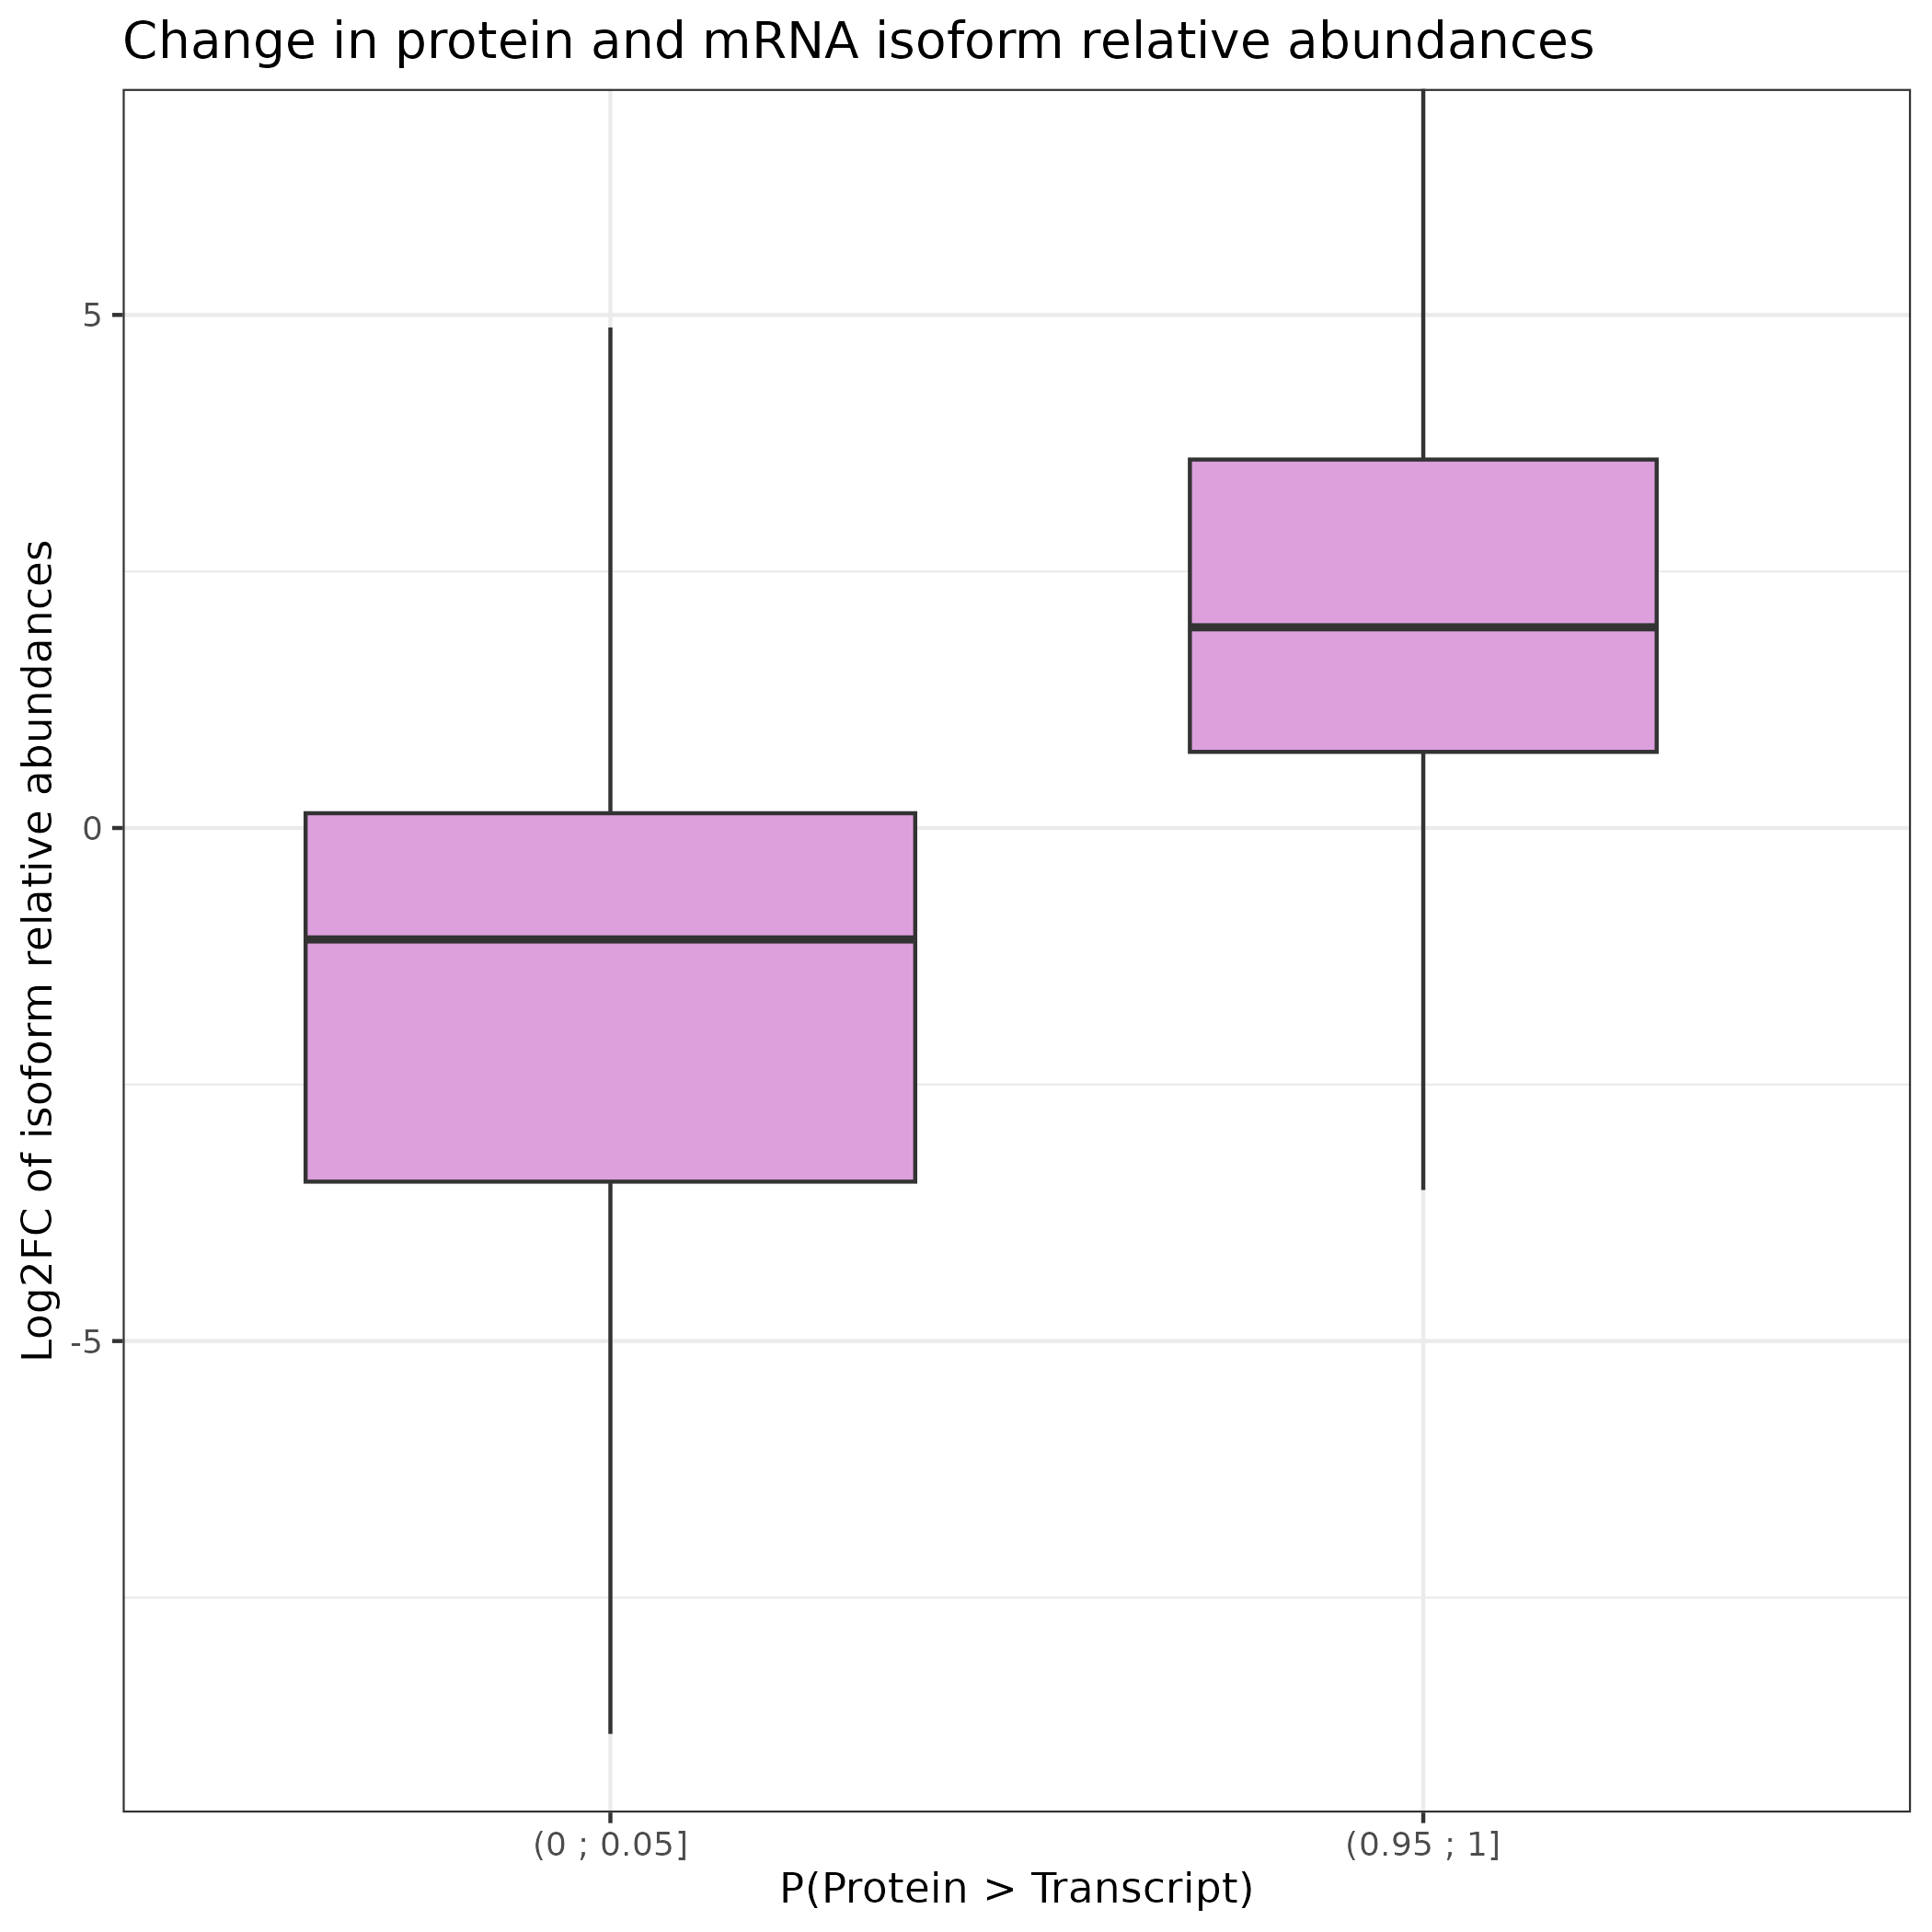 Change in protein and mRNA isoform relative abundances
Log2FC of isoform relative abundances
5
0
-5
(0 ; 0.05]
(0.95 ; 1]
P(Protein > Transcript)